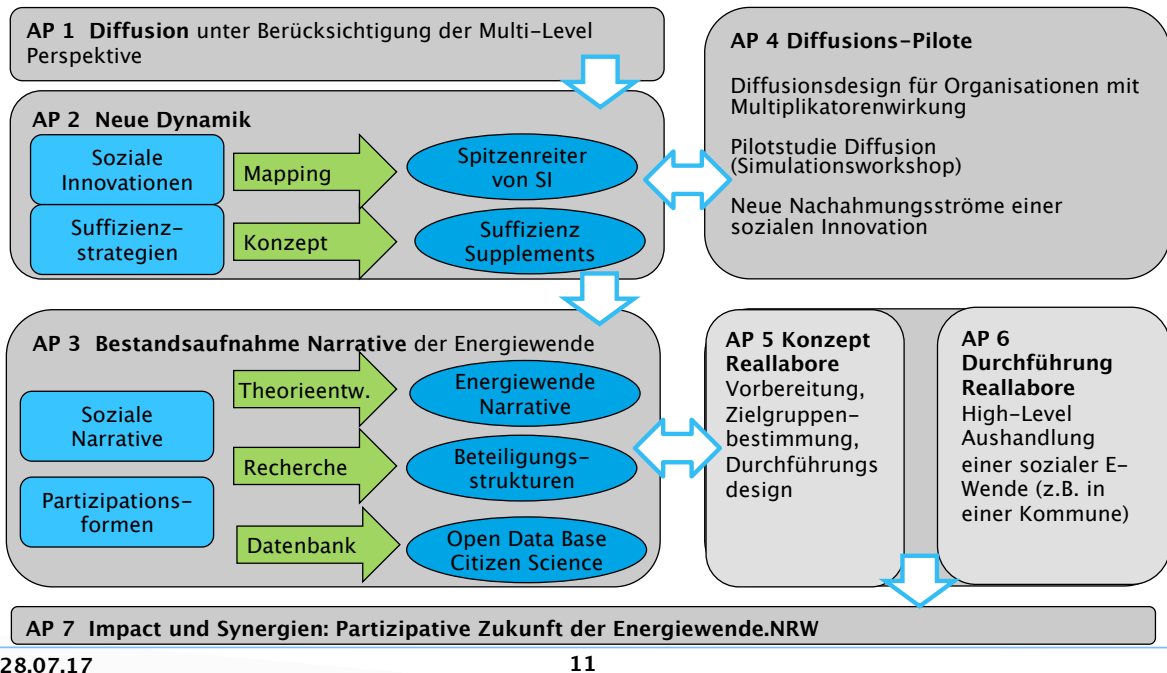 AP 1 Diffusion unter Berücksichtigung der Multi-Level
Perspektive
AP 2 Neue Dynamik
Soziale
Innovationen
Mapping
Spitzenreiter
von SI
Suffizienz-
strategien
Konzept
Suffizienz
Supplements
AP 4 Diffusions-Pilote
Diffusionsdesign für Organisationen mit
Multiplikatorenwirkung
Pilotstudie Diffusion
(Simulationsworkshop)
Neue Nachahmungsströme einer
sozialen Innovation
AP 3 Bestandsaufnahme Narrative der Energiewende
Soziale
Narrative
Partizipations-
formen
Theorieentw.
Energiewende
Narrative
Recherche
Beteiligungs-
strukturen
Datenbank
Open Data Base
Citizen Science
AP 5 Konzept
Reallabore
Vorbereitung,
Zielgruppen-
bestimmung,
Durchführungs
design
AP 6
Durchführung
Reallabore
High-Level
Aushandlung
einer sozialer E-
Wende (z.B. in
einer Kommune)
AP 7 Impact und Synergien: Partizipative Zukunft der Energiewende.NRW
28.07.17
11